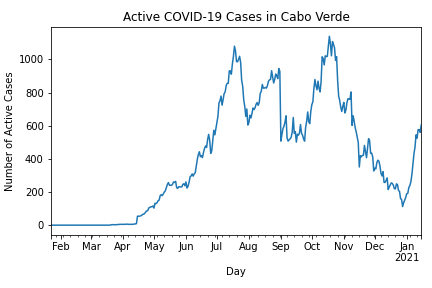 Active COVID-19 Cases in Cabo Verde
Number of Active Cases
1000
800
600
400
200
0
Feb Mar Apr May Jun Jul Aug Sep Oct Nov Dec Jan
2021
Day